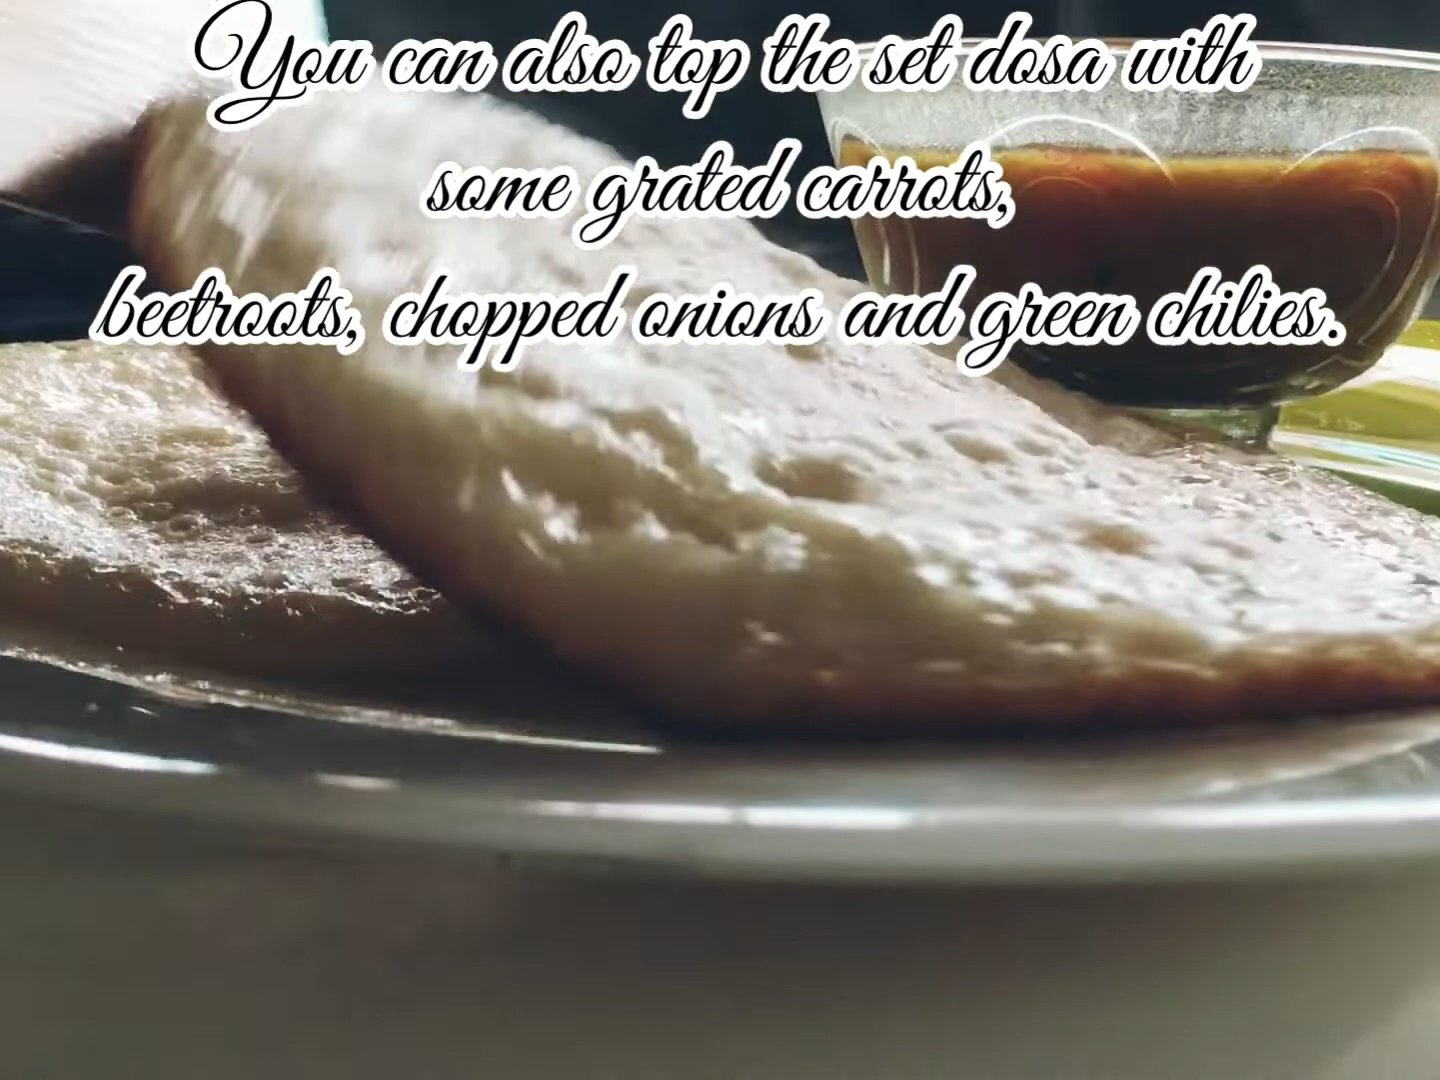 You can also top the set dosa with
some grated carrots,
beetroots, chopped onions and green chilies.